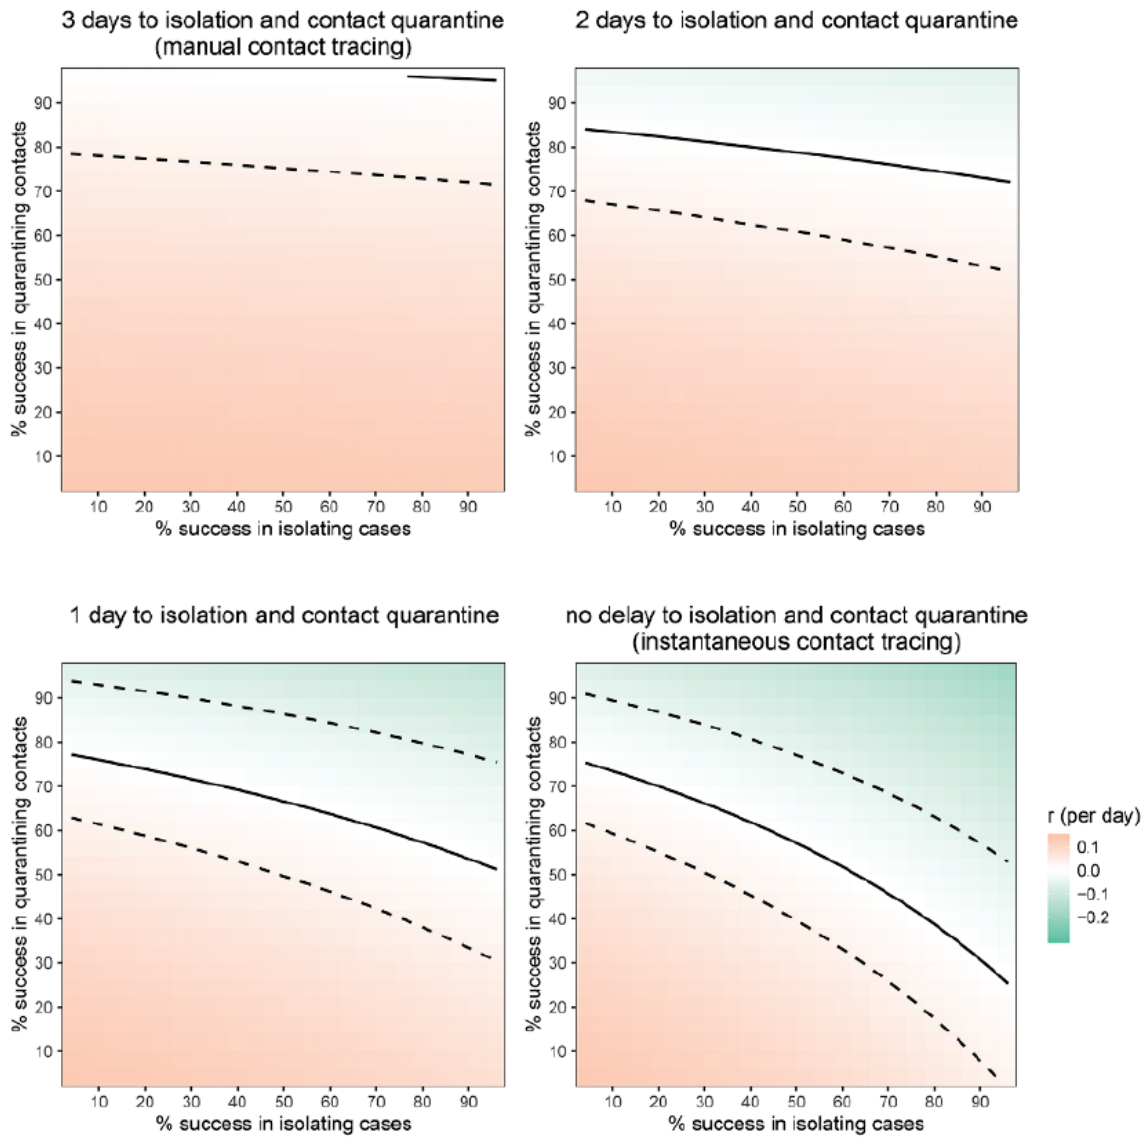 3 days to isolation and contact quarantine
(manual contact tracing)
2 days to isolation and contact quarantine
% success in quarantining contacts
90
80
70
60
50
40
30
20
10
10 20 30 40 50 60 70 80 90
% success in isolating cases
% success in quarantining contacts
90
80
70
60
50
40
30
20
10
10 20 30 40 50 60 70 80 90
% success in isolating cases
1 day to isolation and contact quarantine
no delay to isolation and contact quarantine
(instantaneous contact tracing)
% success in quarantining contacts
90
80
70
60
50
40
30
20
10
10 20 30 40 50 60 70 80 90
% success in isolating cases
% success in quarantining contacts
90
80
70
60
50
40
30
20
10
10 20 30 40 50 60 70 80 90
% success in isolating cases
r (per day)
0.1
0.0
−0.1
−0.2